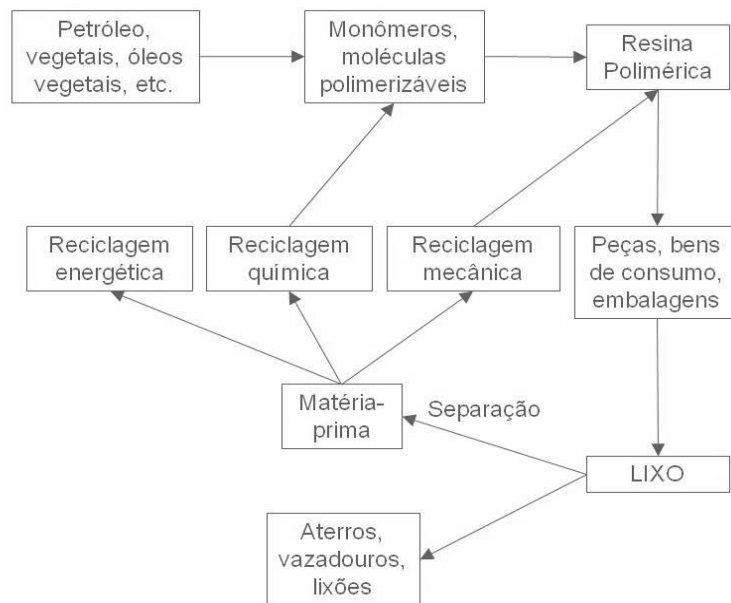 Petróleo,
vegetais, óleos
vegetais, etc.
Monômeros,
moléculas
polimerizáveis
Resina
Polimérica
Reciclagem
energética
Reciclagem
química
Reciclagem
mecânica
Peças, bens
de consumo,
embalagens
Matéria-
prima
Separação
LIXO
Aterros,
vazadouros,
lixões